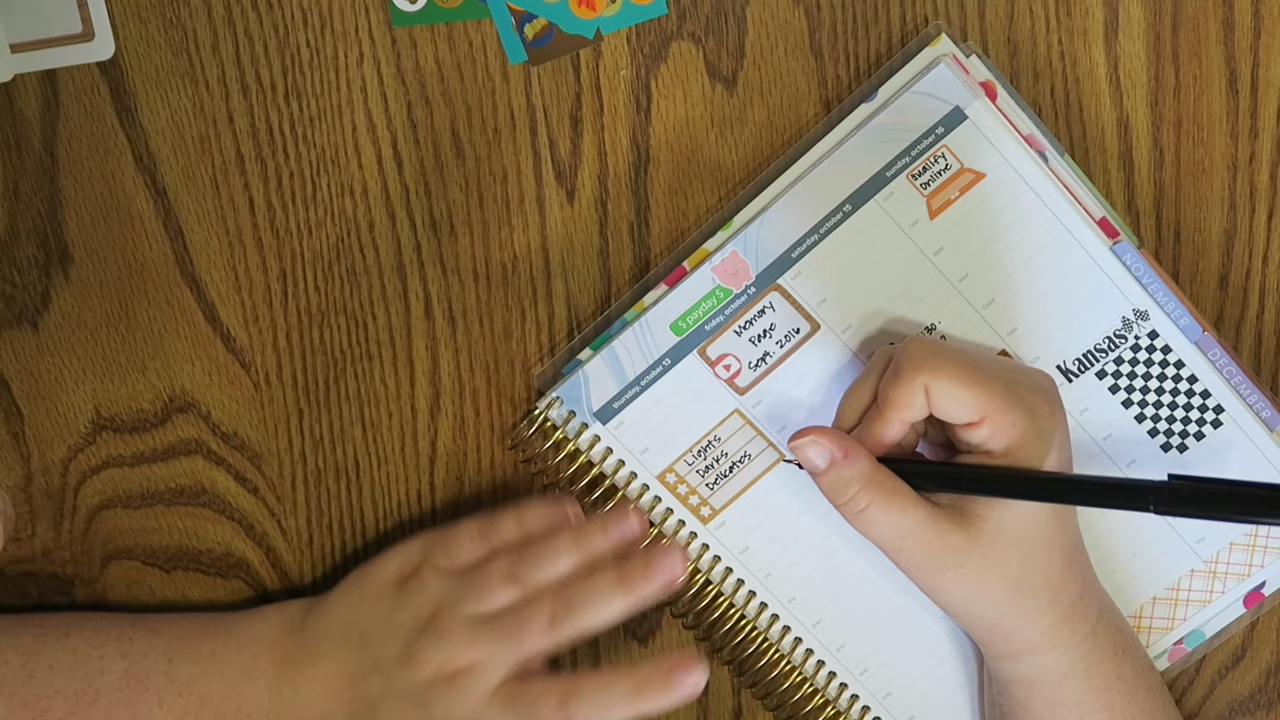 thursday, october 13
friday, october 14
saturday, october 15
sunday, october 16
$ payday $
Memory
Page
Sept. 2016
Lights
Darks
Delicates
Qualify
Online
Kansas
NOVEMBER
DECEMBER